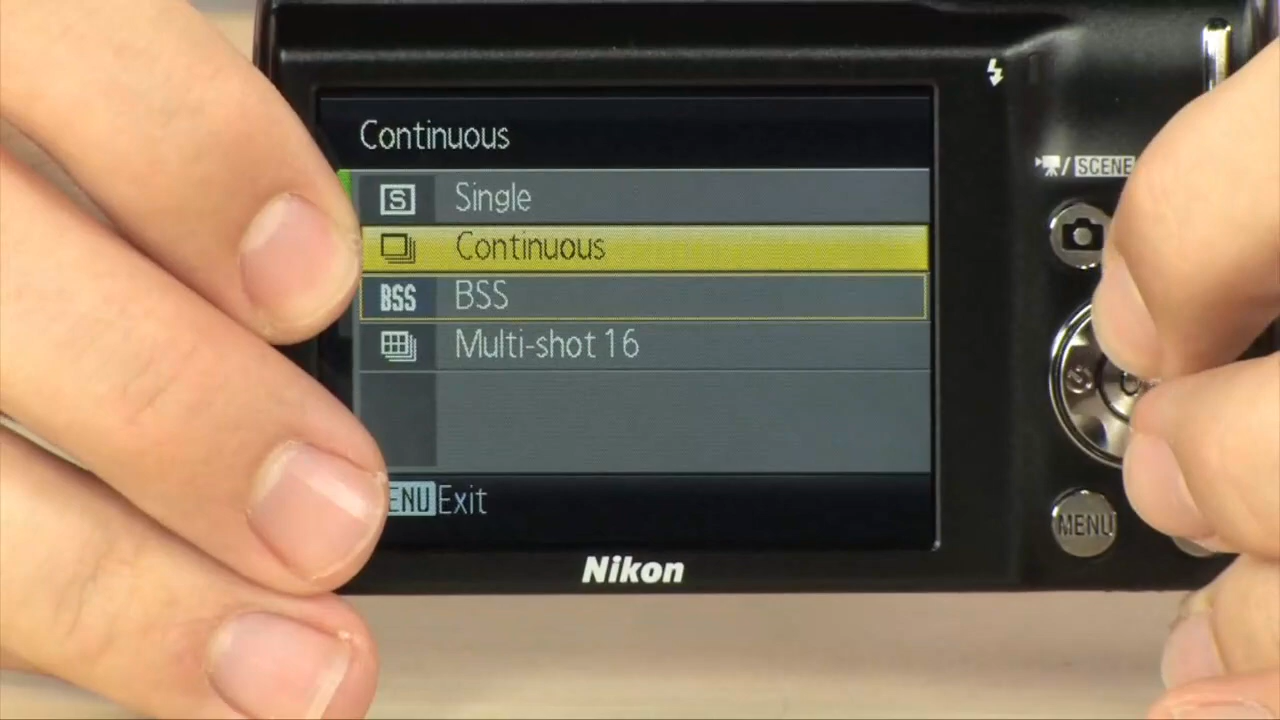 Continuous
S Single
Continuous
BSS BSS
Multi-shot 16
ENU Exit
Nikon
/ SCENE
MENU